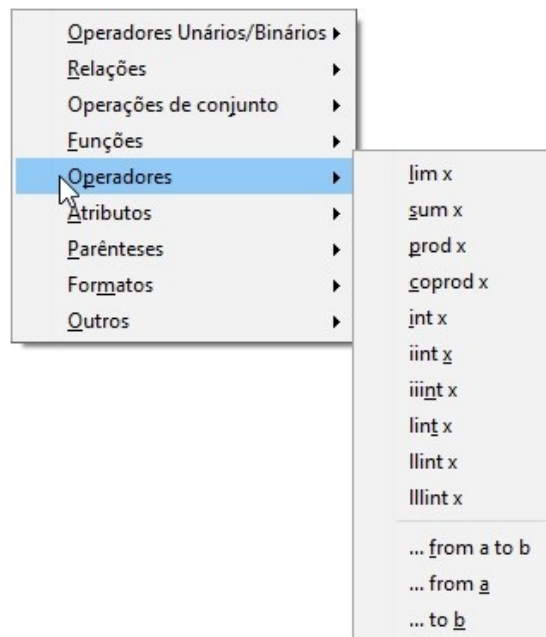 Operadores Unários/Binários
Relações
Operações de conjunto
Funções
Operadores
Atributos
Parênteses
Formatos
Outros
lim x
sum x
prod x
coprod x
int x
iint x
iiint x
lint x
llint x
lllint x
... from a to b
... from a
... to b